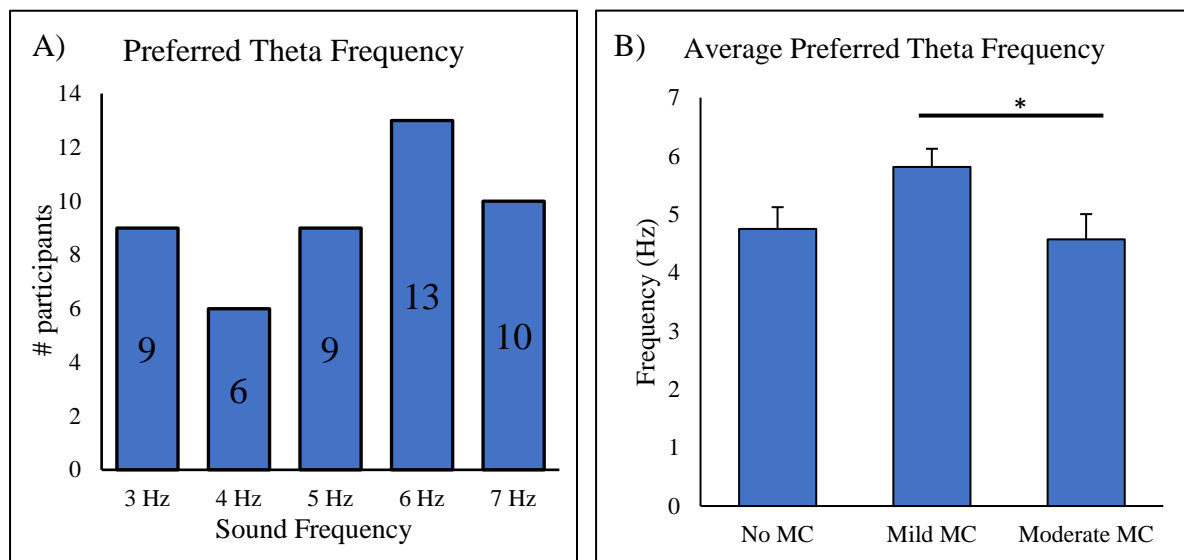 A)
Preferred Theta Frequency
# participants
14
12
10
8
6
4
2
0
9
6
9
13
10
3 Hz 4 Hz 5 Hz 6 Hz 7 Hz
Sound Frequency
B)
Average Preferred Theta Frequency
Frequency (Hz)
7
6
5
4
3
2
1
0
*
No MC Mild MC Moderate MC